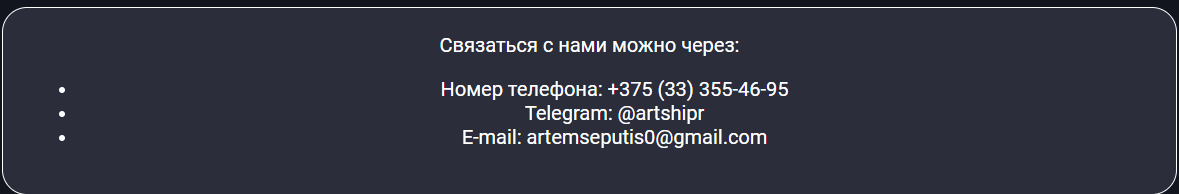 Связаться с нами можно через:
• Номер телефона: +375 (33) 355-46-95
• Telegram: @artshipr
• E-mail: artemseputis0@gmail.com